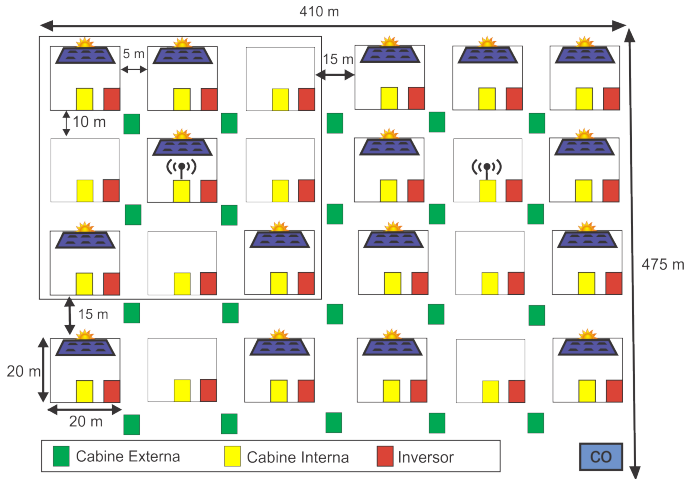 410 m
5 m
15 m
10 m
475 m
15 m
20 m
20 m
Cabine Externa
Cabine Interna
Inversor
CO